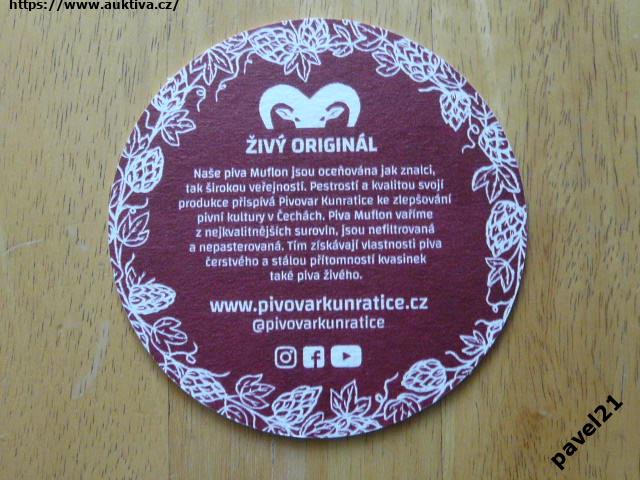 https://www.auktiva.cz/
ŽIVÝ ORIGINÁL
Naše piva Muflon jsou oceňována jak znalci,
tak širokou veřejností. Pestrostí a kvalitou svojí
produkce přispívá Pivovar Kunratice ke zlepšování
pivní kultury v Čechách. Piva Muflon vaříme
z nejkvalitnějších surovin, jsou nefiltrovaná
a nepasterovaná. Tím získávají vlastnosti piva
čerstvého a stálou přítomností kvasinek
také piva živého.
www.pivovarkunratice.cz
@pivovarkunratice
pavel21